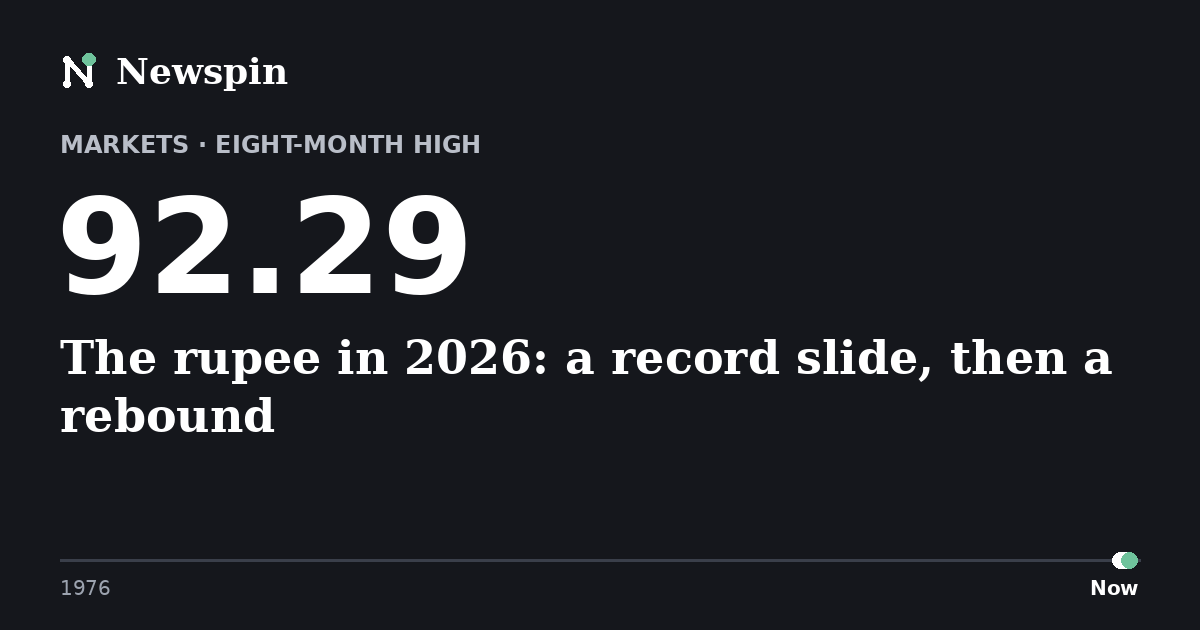 Newspin
MARKETS · EIGHT-MONTH HIGH
92.29
The rupee in 2026: a record slide, then a
rebound
1976
Now